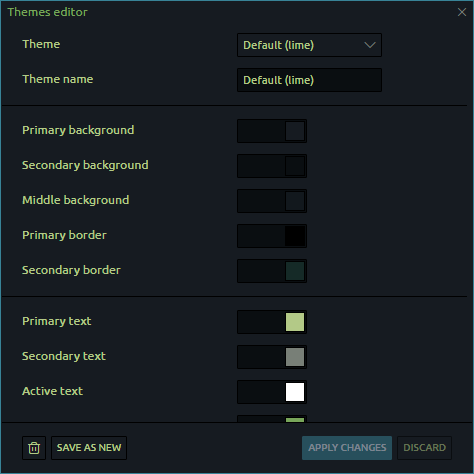 Themes editor
Theme
Default (lime)
Theme name
Default (lime)
Primary background
Secondary background
Middle background
Primary border
Secondary border
Primary text
Secondary text
Active text
SAVE AS NEW
APPLY CHANGES
DISCARD